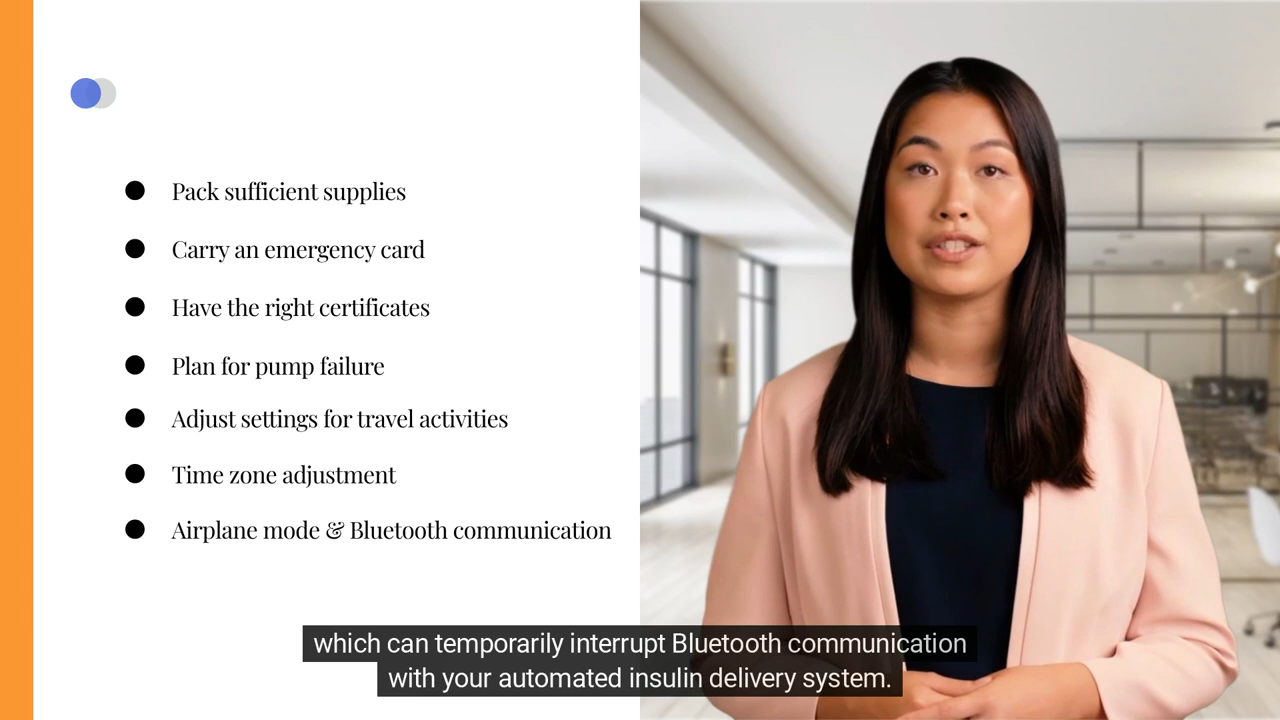 Pack sufficient supplies
Carry an emergency card
Have the right certificates
Plan for pump failure
Adjust settings for travel activities
Time zone adjustment
Airplane mode & Bluetooth communication
which can temporarily interrupt Bluetooth communication
with your automated insulin delivery system.